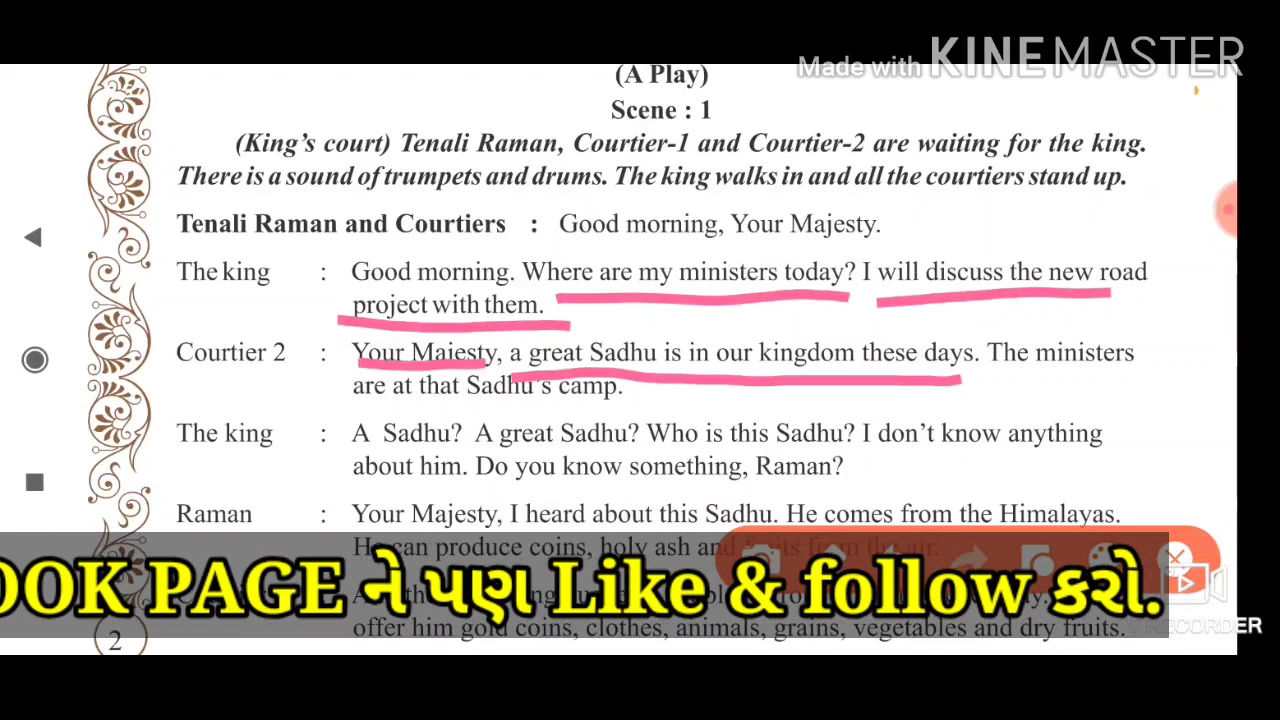 Made with KINEMASTER
(A Play)
Scene : 1
(King's court) Tenali Raman, Courtier-1 and Courtier-2 are waiting for the king.
There is a sound of trumpets and drums. The king walks in and all the courtiers stand up.
Tenali Raman and Courtiers : Good morning, Your Majesty.
The king : Good morning. Where are my ministers today? I will discuss the new road
project with them.
Courtier 2 : Your Majesty, a great Sadhu is in our kingdom these days. The ministers
are at that Sadhu's camp.
The king : A Sadhu? A great Sadhu? Who is this Sadhu? I don't know anything
about him. Do you know something, Raman?
Raman : Your Majesty, I heard about this Sadhu. He comes from the Himalayas.
He can produce coins, holy ash and from the air.
OOK PAGE ને પણ Like & follow કરો.
offer him gold coins, clothes, animals, grains, vegetables and dry fruits.
RECORDER
2